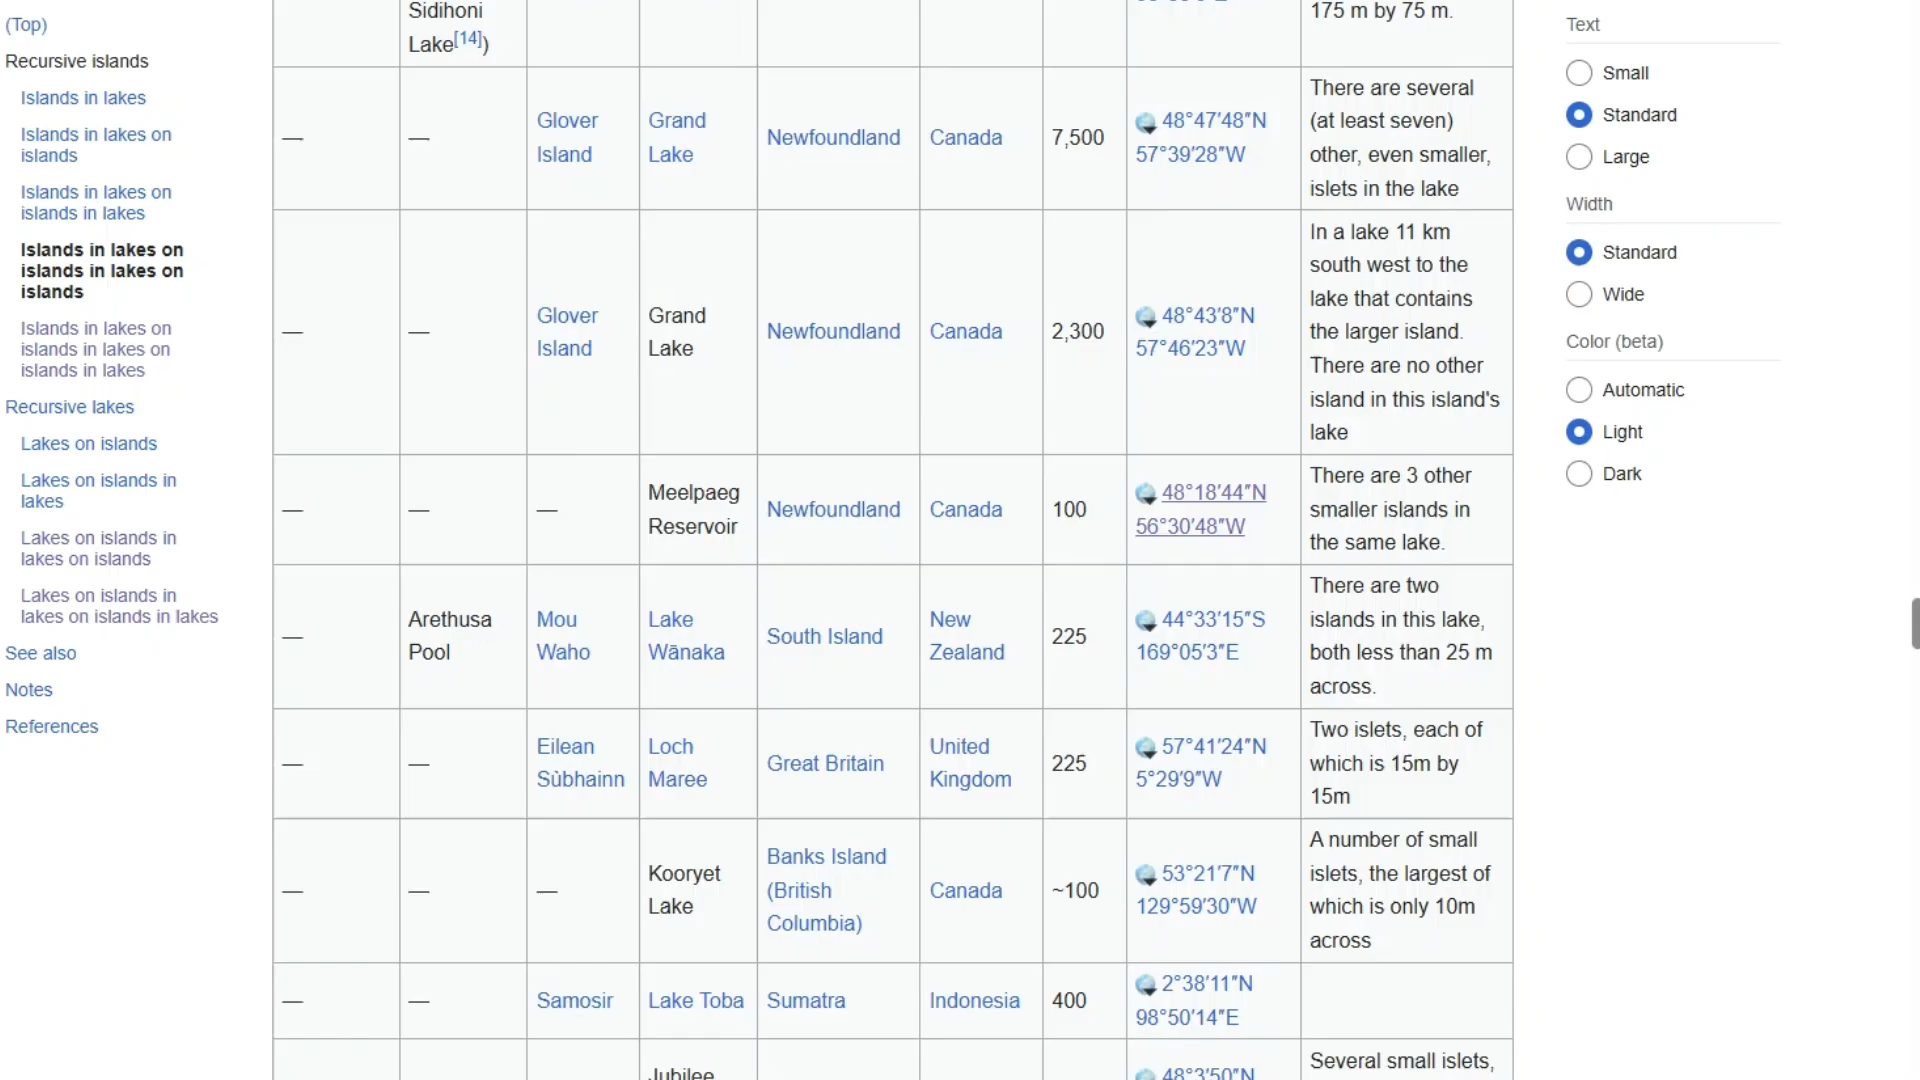 (Top)
Recursive islands
Islands in lakes
Islands in lakes on
islands
Islands in lakes on
islands in lakes
Islands in lakes on
islands in lakes on
islands
Islands in lakes on
islands in lakes on
islands in lakes
Recursive lakes
Lakes on islands
Lakes on islands in
lakes
Lakes on islands in
lakes on islands
Lakes on islands in
lakes on islands in lakes
See also
Notes
References
Sidihoni
Lake[14])
175 m by 75 m.
—
—
Glover
Island
Grand
Lake
Newfoundland
Canada
7,500
48°47′48″N
57°39′28″W
There are several
(at least seven)
other, even smaller,
islets in the lake
—
—
Glover
Island
Grand
Lake
Newfoundland
Canada
2,300
48°43′8″N
57°46′23″W
In a lake 11 km
south west to the
lake that contains
the larger island.
There are no other
island in this island's
lake
—
—
—
Meelpaeg
Reservoir
Newfoundland
Canada
100
48°18′44″N
56°30′48″W
There are 3 other
smaller islands in
the same lake.
—
Arethusa
Pool
Mou
Waho
Lake
Wānaka
South Island
New
Zealand
225
44°33′15″S
169°05′3″E
There are two
islands in this lake,
both less than 25 m
across.
—
—
Eilean
Sùbhainn
Loch
Maree
Great Britain
United
Kingdom
225
57°41′24″N
5°29′9″W
Two islets, each of
which is 15m by
15m
—
—
—
Kooryet
Lake
Banks Island
(British
Columbia)
Canada
~100
53°21′7″N
129°59′30″W
A number of small
islets, the largest of
which is only 10m
across
—
—
Samosir
Lake Toba
Sumatra
Indonesia
400
2°38′11″N
98°50′14″E
Jubilee
48°3′50″N
Several small islets,
Text
Small
Standard
Large
Width
Standard
Wide
Color (beta)
Automatic
Light
Dark